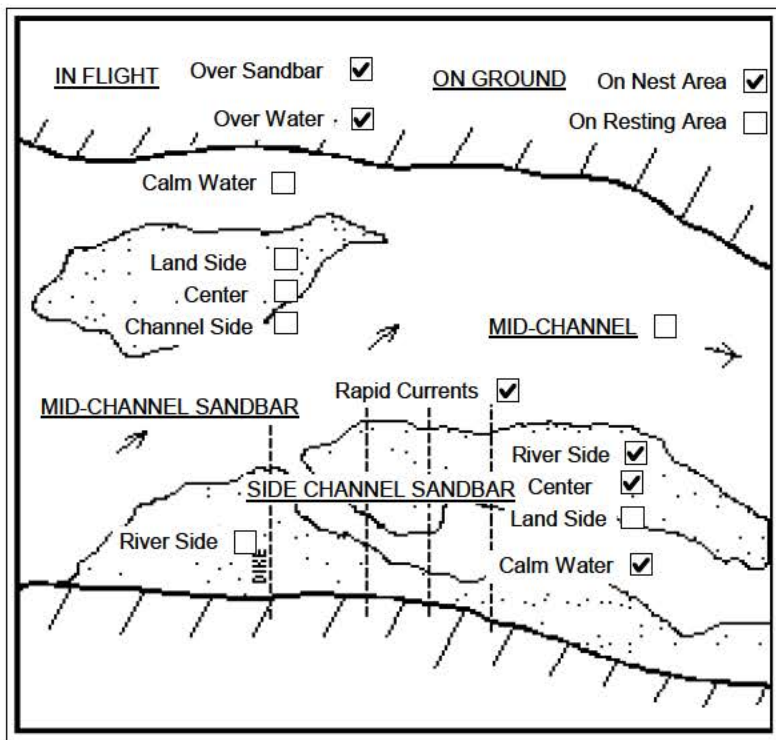 IN FLIGHT Over Sandbar ON GROUND On Nest Area
Over Water On Resting Area
Calm Water
Land Side
Center
Channel Side
MID-CHANNEL
Rapid Currents
MID-CHANNEL SANDBAR
River Side
SIDE CHANNEL SANDBAR Center
Land Side
River Side
DIKE
Calm Water